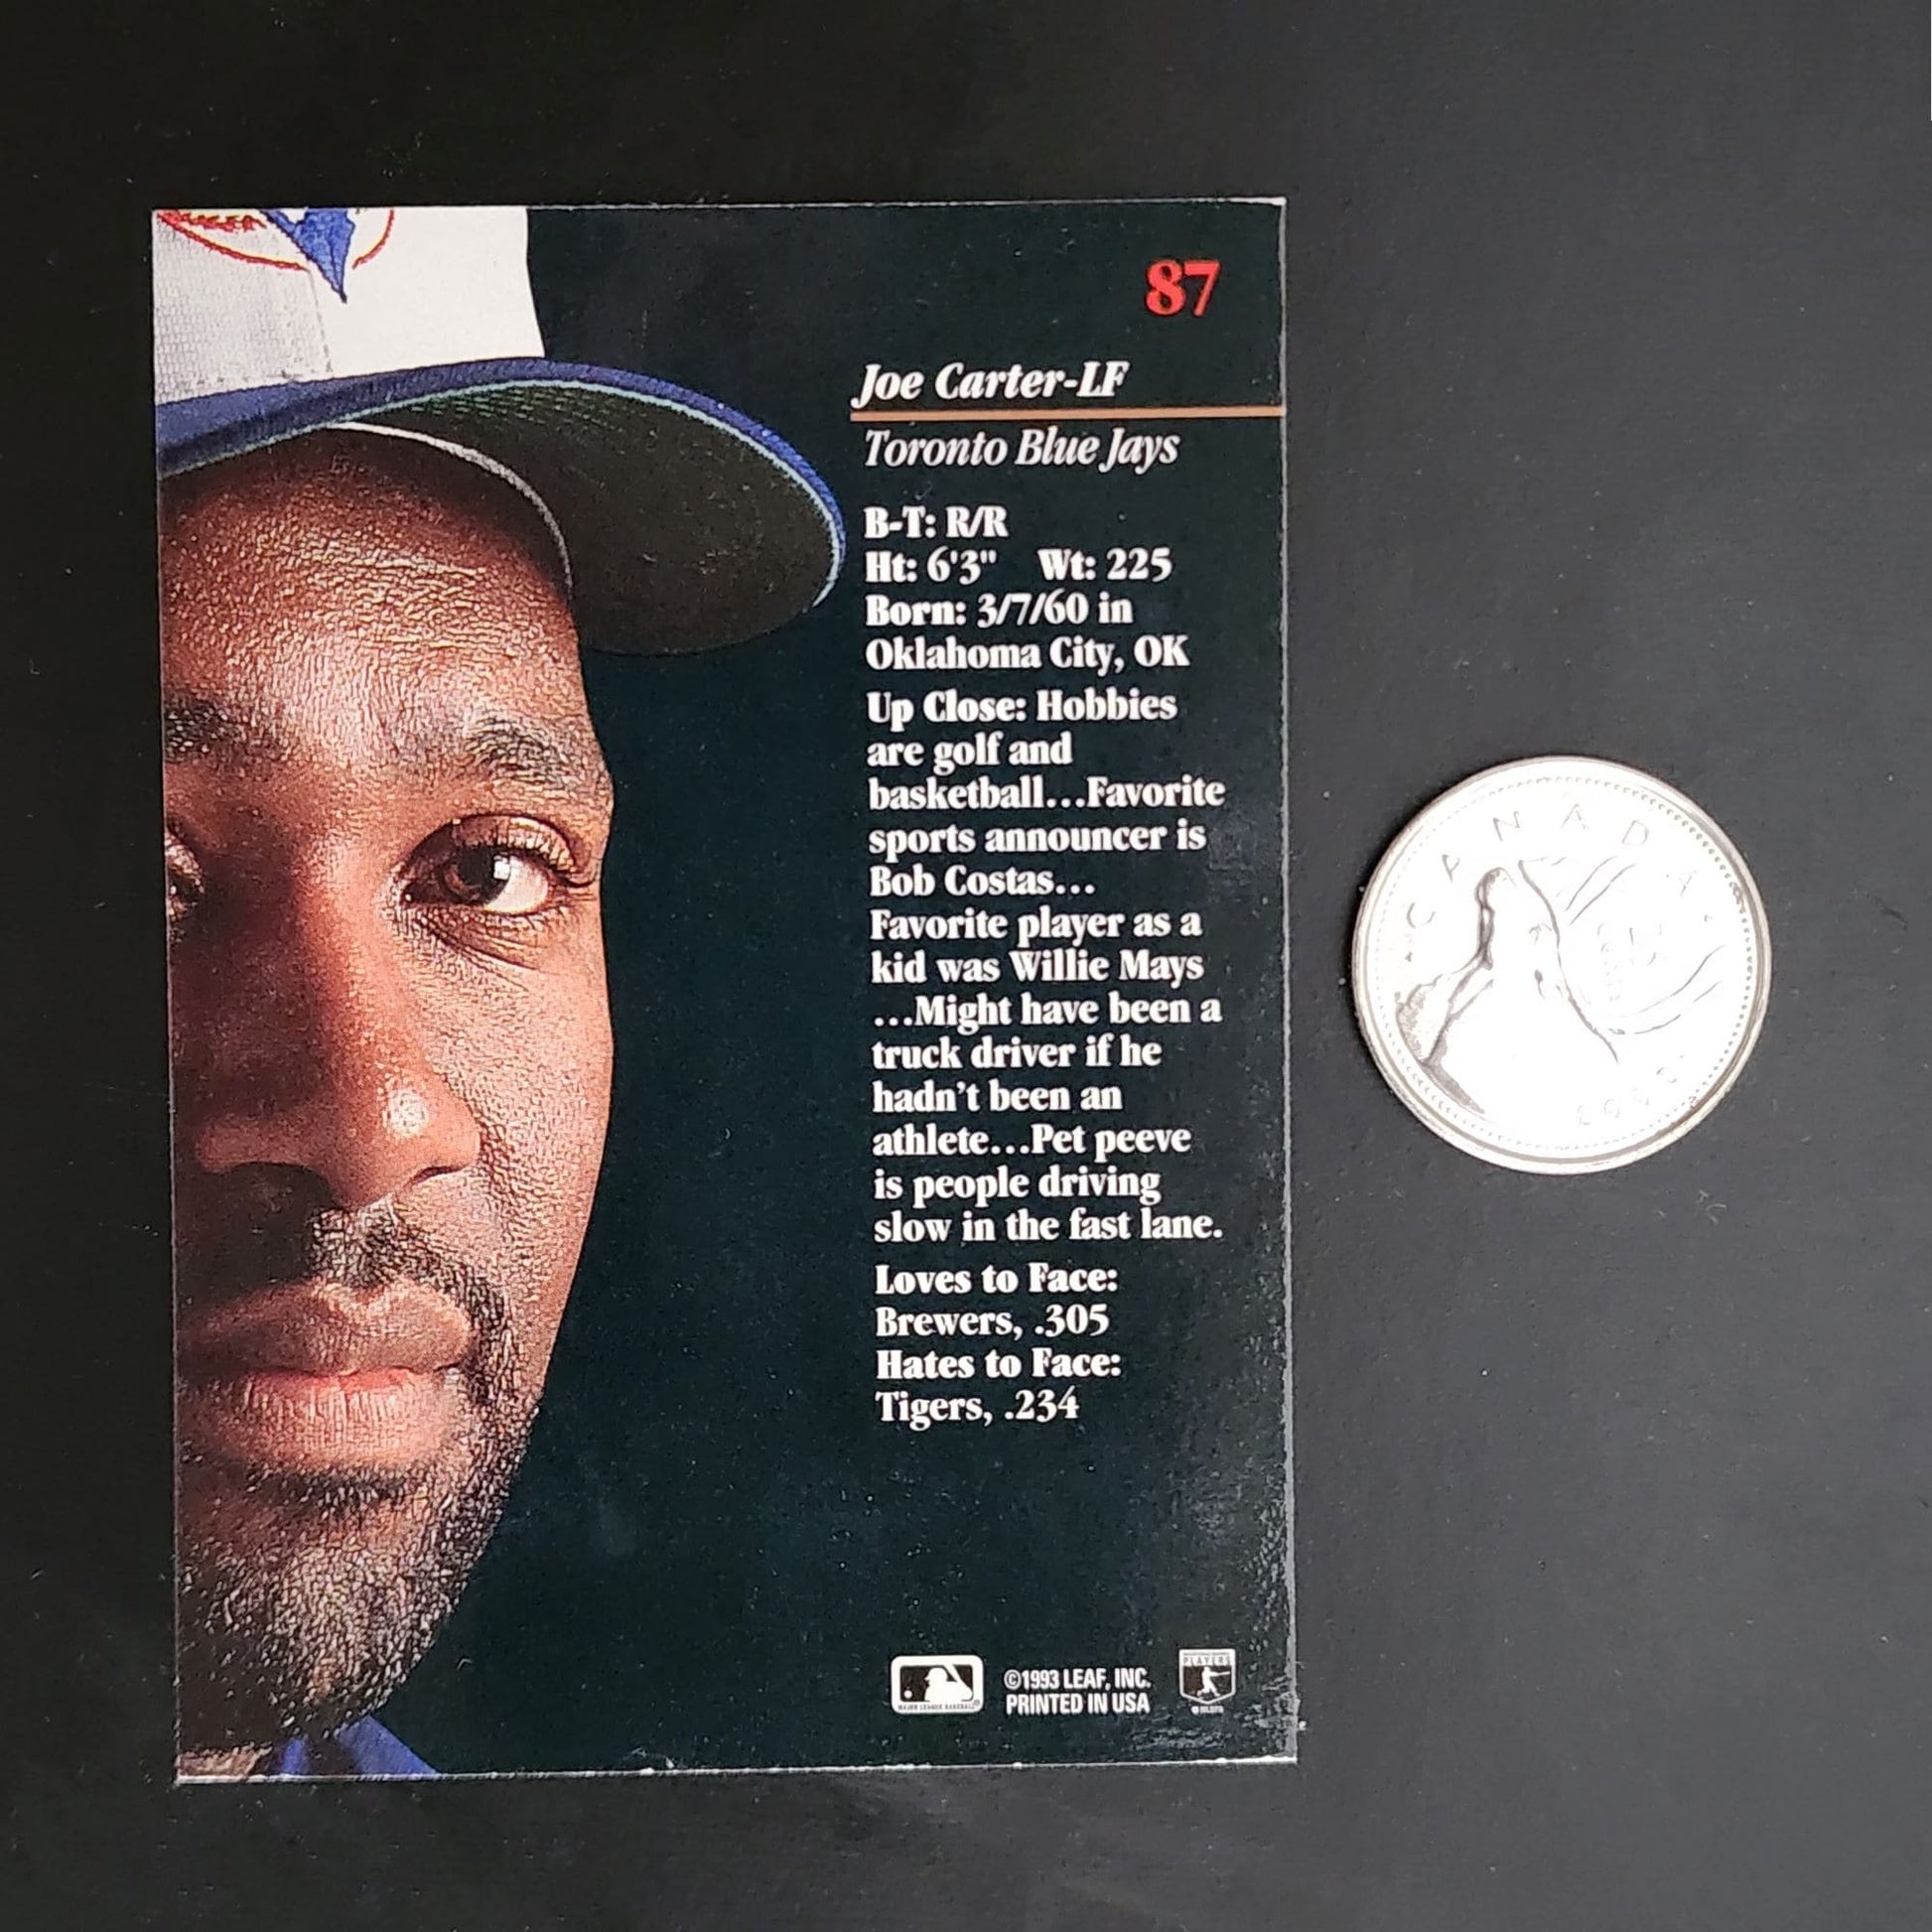 87
Joe Carter-LF
Toronto Blue Jays
B-T: R/R
Ht: 6'3" Wt: 225
Born: 3/7/60 in
Oklahoma City, OK
Up Close: Hobbies
are golf and
basketball...Favorite
sports announcer is
Bob Costas...
Favorite player as a
kid was Willie Mays
...Might have been a
truck driver if he
hadn't been an
athlete...Pet peeve
is people driving
slow in the fast lane.
Loves to Face:
Brewers, .305
Hates to Face:
Tigers, .234
MAJOR LEAGUE BASEBALL
©1993 LEAF, INC.
PRINTED IN USA
PLAYERS
CANADA